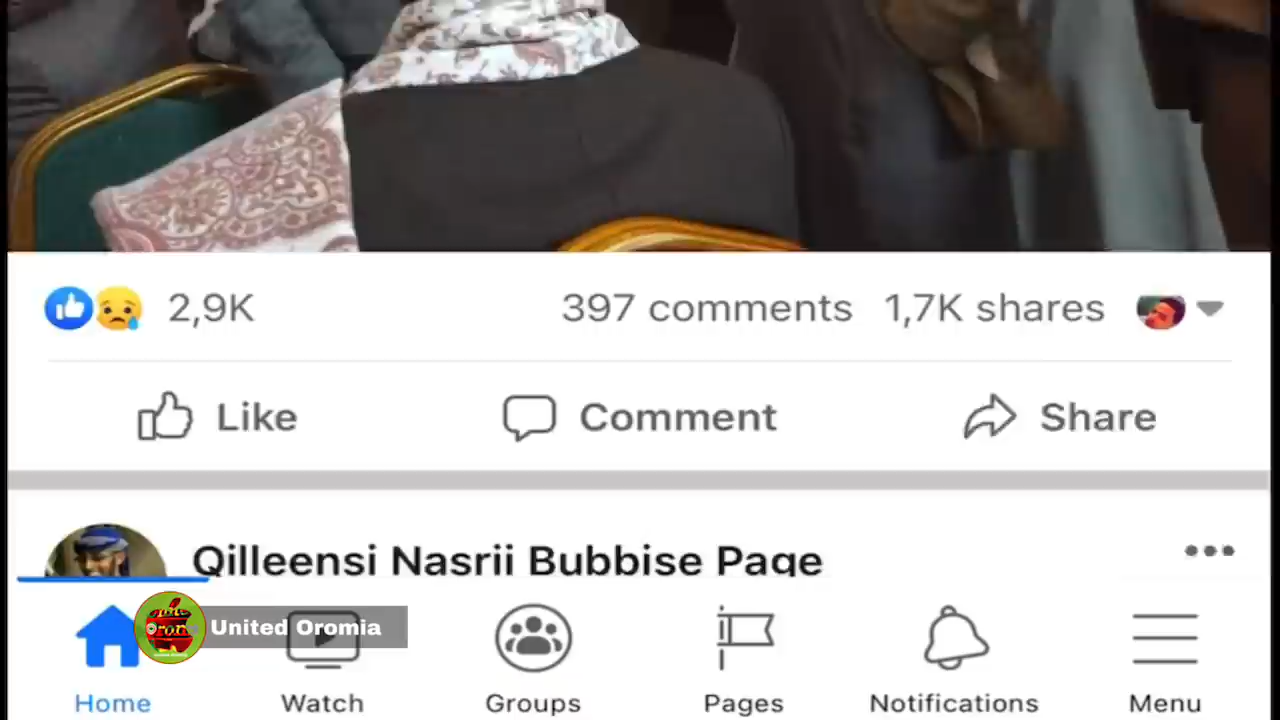 2,9K 397 comments 1,7K shares
Like Comment Share
Qilleensi Nasrii Bubbise Page
United Oromia
Home Watch Groups Pages Notifications Menu